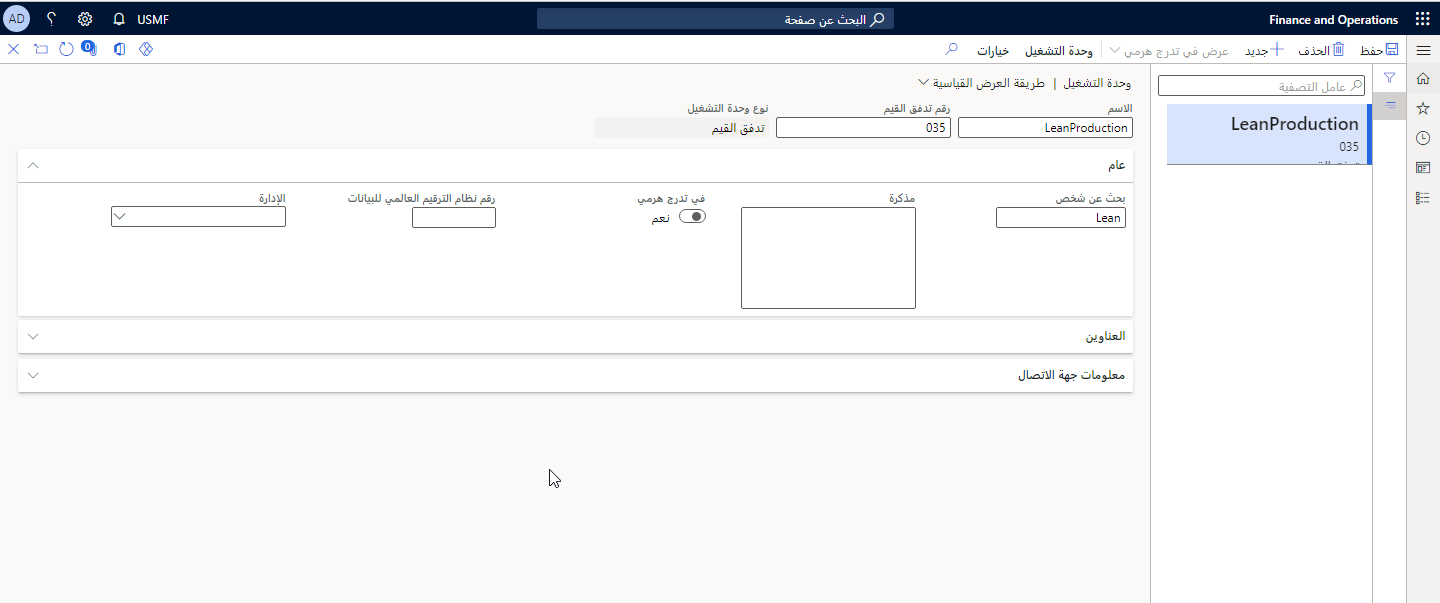 Finance and Operations
البحث عن صفحة
USMF
AD
حفظ
الحذف
جديد
عرض في تدرج هرمي
وحدة التشغيل
خيارات
0
عامل التصفية
LeanProduction
035
وحدة التشغيل | طريقة العرض القياسية
الاسم
رقم تدفق القيم
نوع وحدة التشغيل
LeanProduction
035
تدفق القيم
عام
بحث عن شخص
مذكرة
في تدرج هرمي
رقم نظام الترقيم العالمي للبيانات
الإدارة
Lean
نعم
العناوين
معلومات جهة الاتصال